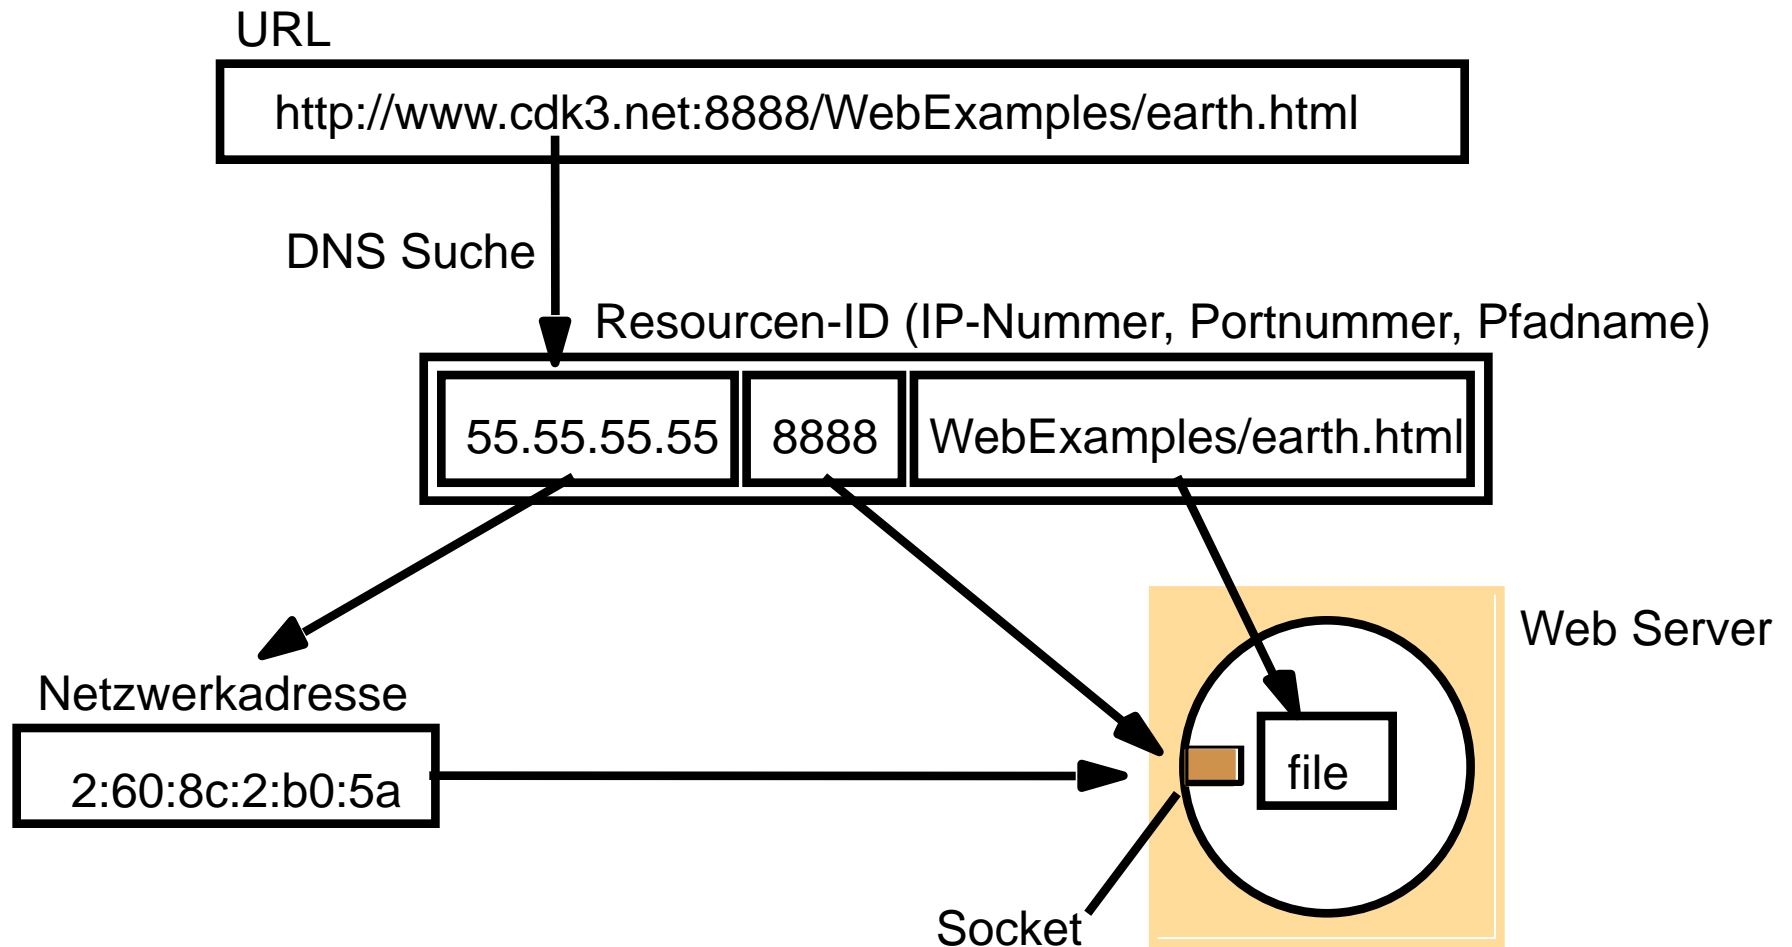 URL
http://www.cdk3.net:8888/WebExamples/earth.html
DNS Suche
Resourcen-ID (IP-Nummer, Portnummer, Pfadname)
55.55.55.55
8888
WebExamples/earth.html
Web Server
Netzwerkadresse
2:60:8c:2:b0:5a
file
Socket